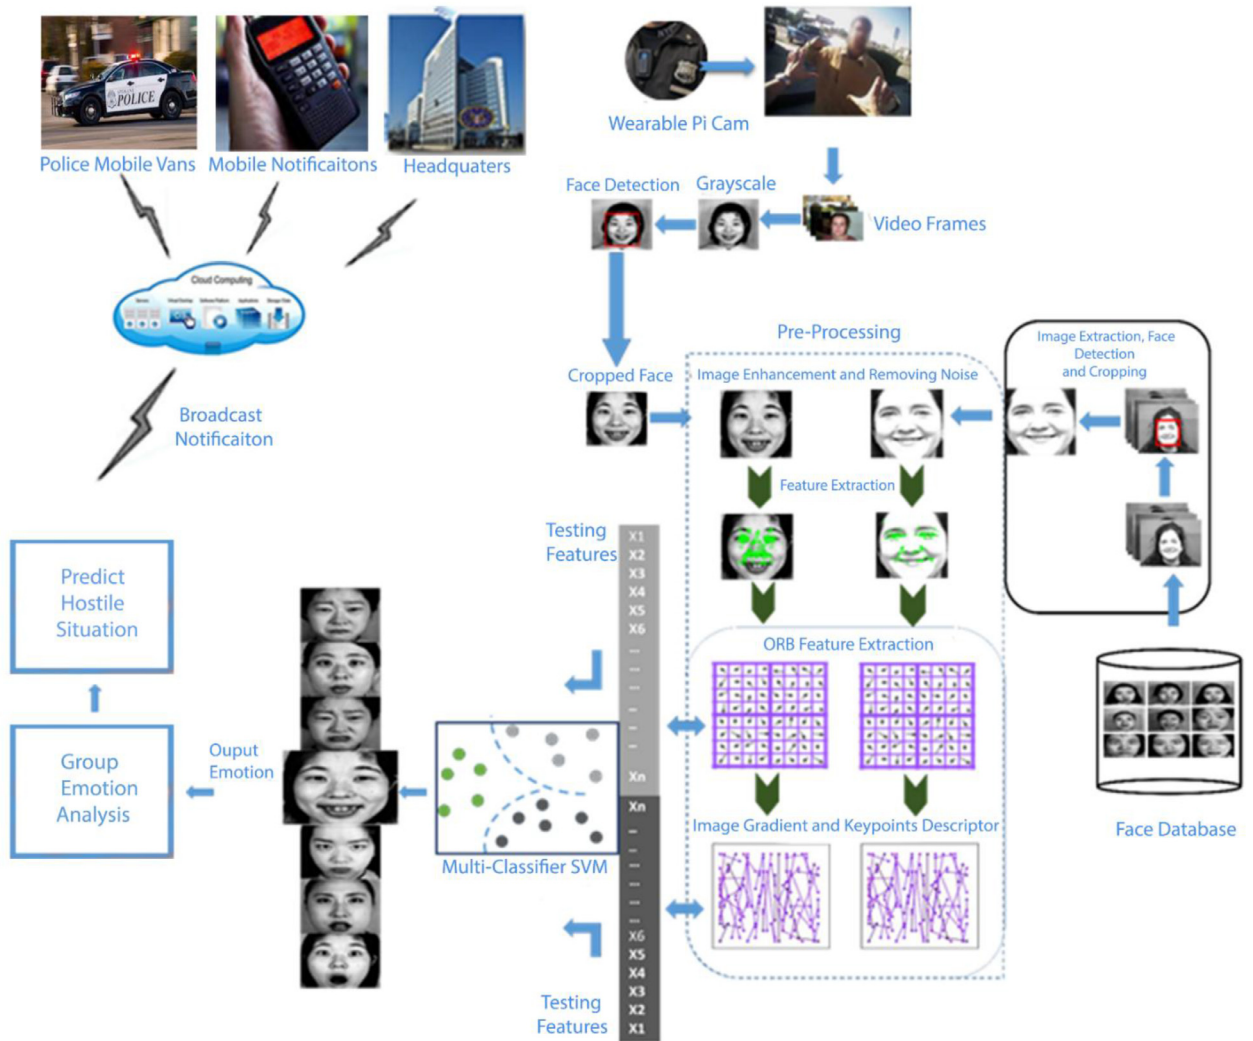 POLICE
Police Mobile Vans
Mobile Notificaitons
Headquaters
Wearable Pi Cam
Face Detection
Grayscale
Video Frames
Cloud Computing
Servers
Applications
Broadcast
Notificaiton
Pre-Processing
Cropped Face
Image Enhancement and Removing Noise
Image Extraction, Face
Detection
and Cropping
Feature Extraction
Testing
Features
X1
X2
X3
X4
X5
X6
...
...
...
–
–
–
Xn
Xn
–
–
...
...
...
...
X6
X5
X4
X3
X2
X1
Testing
Features
ORB Feature Extraction
Image Gradient and Keypoints Descriptor
Face Database
Multi-Classifier SVM
Ouput
Emotion
Group
Emotion
Analysis
Predict
Hostile
Situation